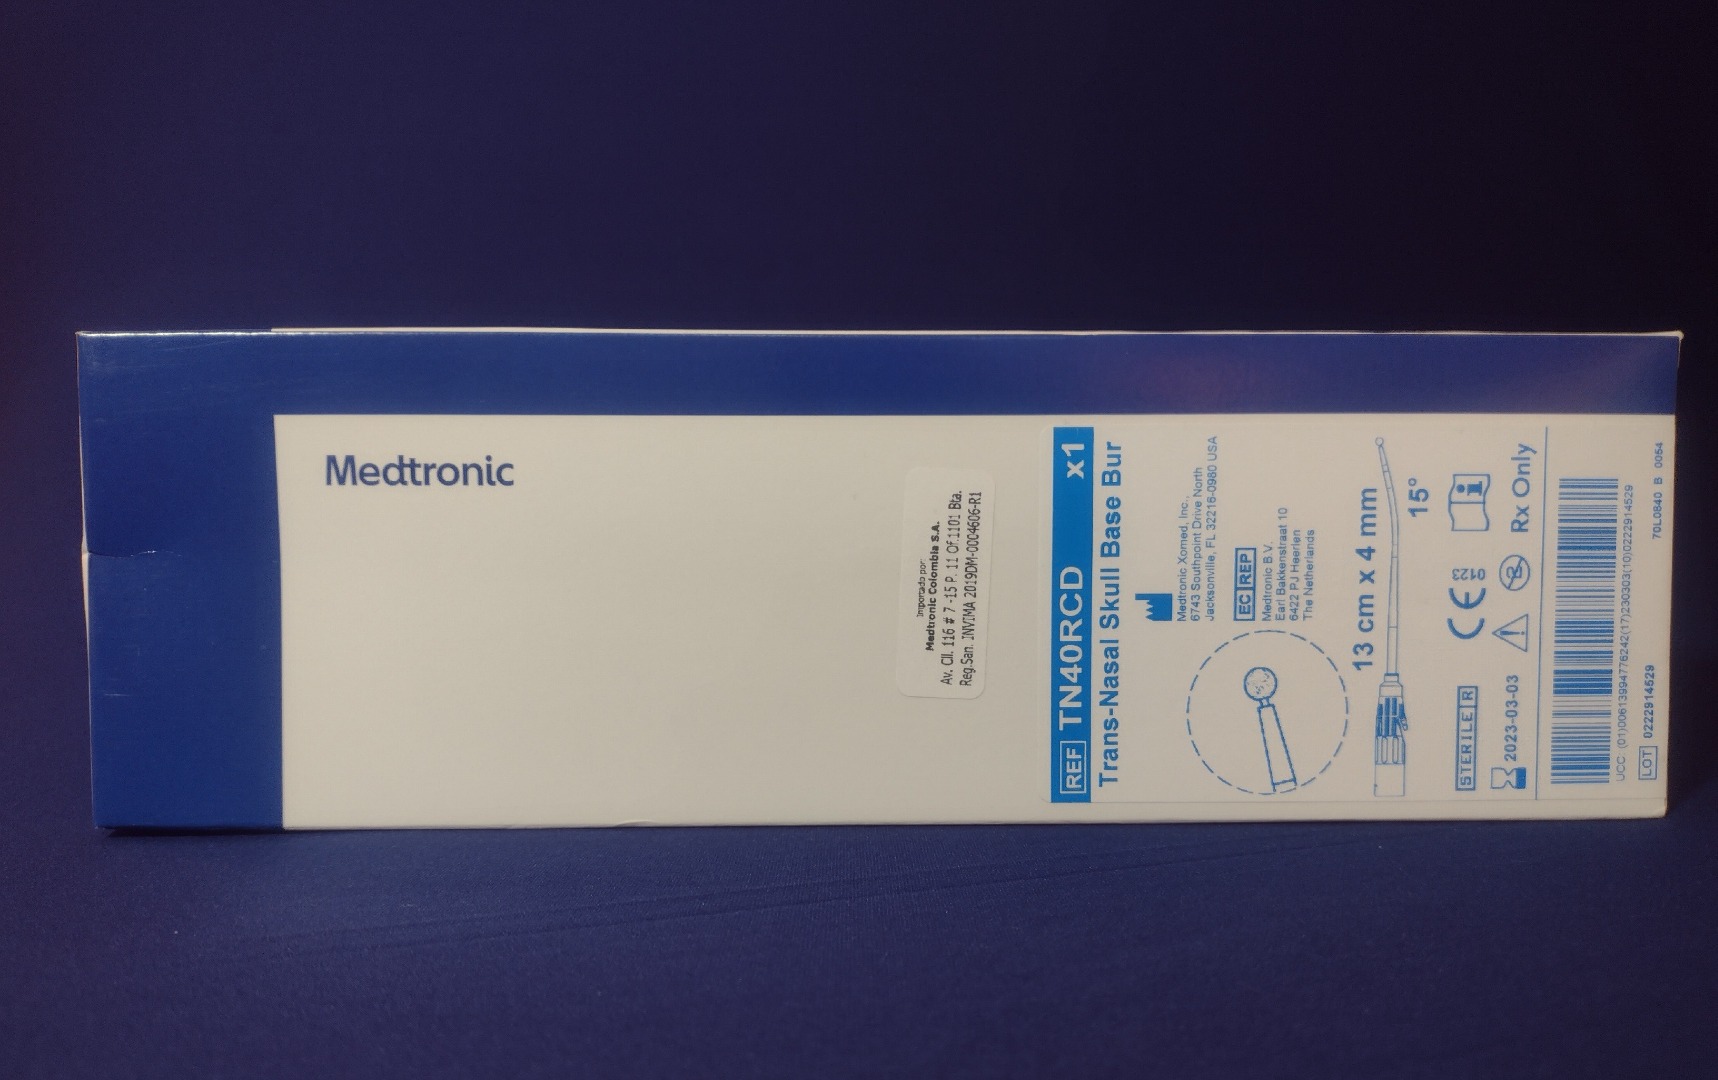 Medtronic
Importado por:
Medtronic Colombia S.A.
Av. Cll. 116 # 7 -15 P. 11 Of.1101 Bta.
Reg.San. INVIMA 2019DM-0004606-R1
REF TN40RCD x1
Trans-Nasal Skull Base Bur
Medtronic Xomed, Inc.,
6743 Southpoint Drive North
Jacksonville, FL 32216-0980 USA
EC REP
Medtronic B.V.
Earl Bakkenstraat 10
6422 PJ Heerlen
The Netherlands
13 cm x 4 mm
15°
STERILE R
CE 0123
2023-03-03
2
Rx Only
UCC: (01)00613994776242(17)230303(10)0222914529
LOT 0222914529
70L0840 B 0054